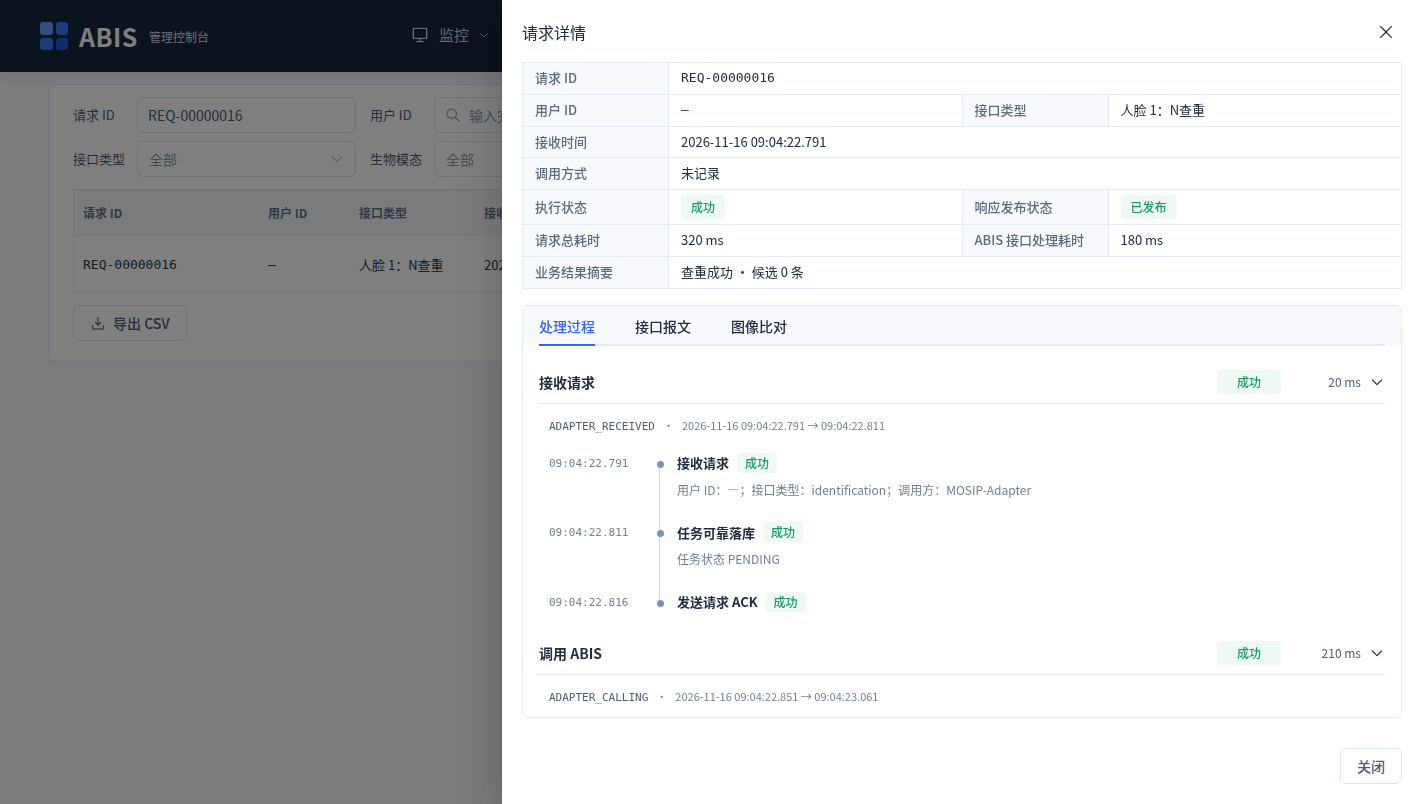 ABIS 管理控制台
监控
请求 ID REQ-00000016 用户 ID 输入
接口类型 全部 生物模态 全部
请求 ID 用户 ID 接口类型
REQ-00000016 — 人脸 1：N查重 202
导出 CSV
请求详情
请求 ID REQ-00000016
用户 ID — 接口类型 人脸 1：N查重
接收时间 2026-11-16 09:04:22.791
调用方式 未记录
执行状态 成功 响应发布状态 已发布
请求总耗时 320 ms ABIS 接口处理耗时 180 ms
业务结果摘要 查重成功 · 候选 0 条
处理过程 接口报文 图像比对
接收请求 成功 20 ms
ADAPTER_RECEIVED · 2026-11-16 09:04:22.791 → 09:04:22.811
09:04:22.791 接收请求 成功
用户 ID：—；接口类型：identification；调用方：MOSIP-Adapter
09:04:22.811 任务可靠落库 成功
任务状态 PENDING
09:04:22.816 发送请求 ACK 成功
调用 ABIS 成功 210 ms
ADAPTER_CALLING · 2026-11-16 09:04:22.851 → 09:04:23.061
关闭